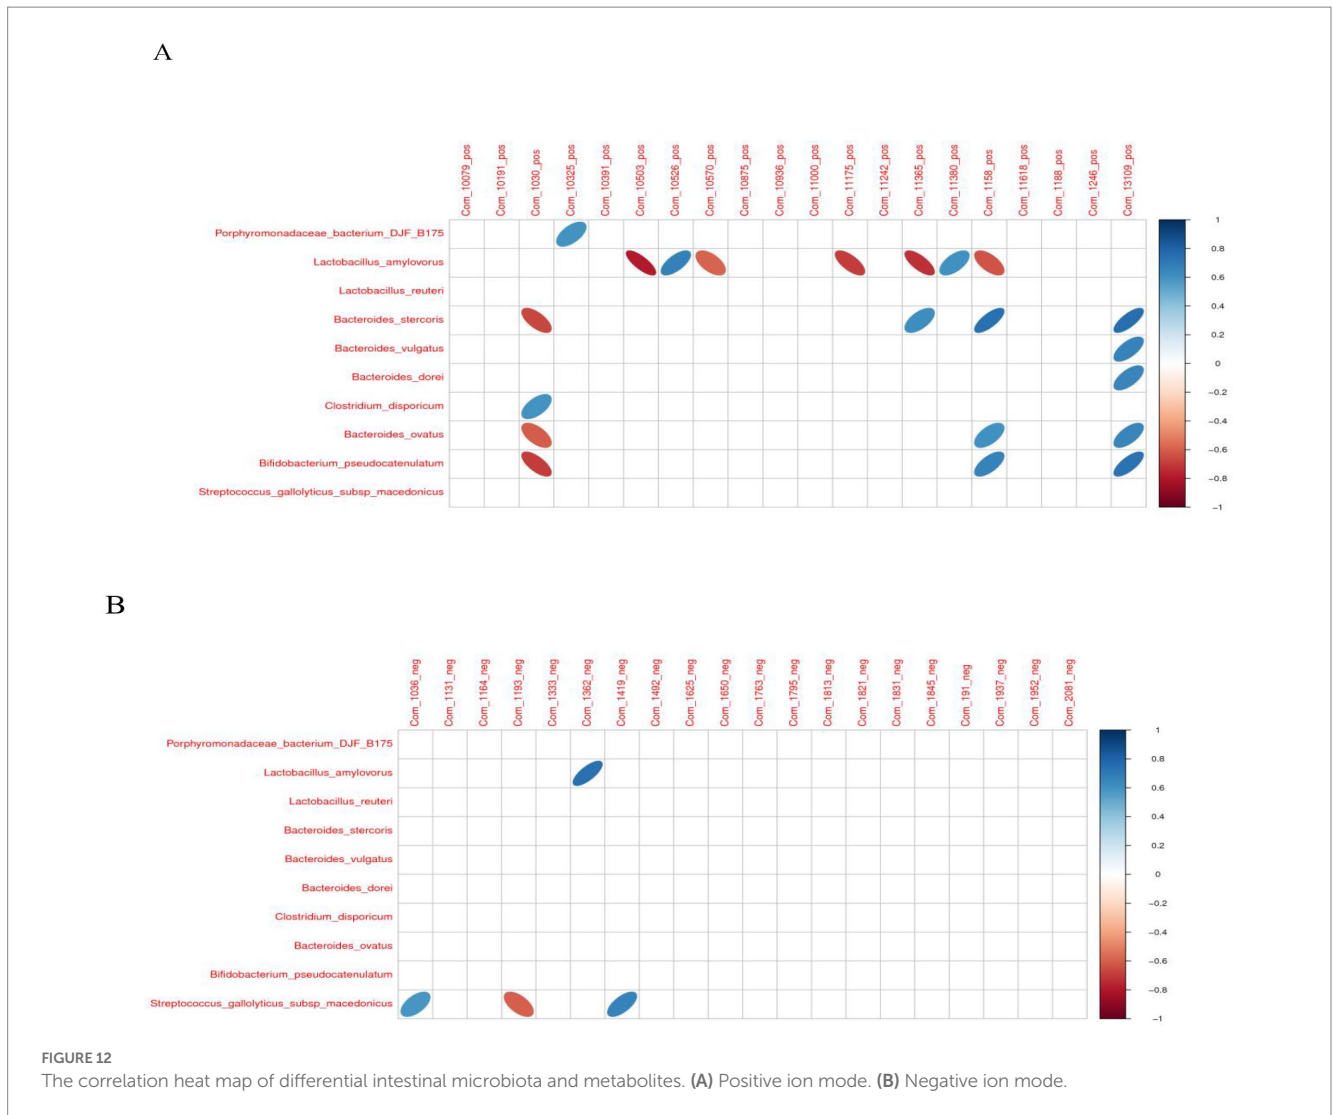 A
Com_10079_pos
Com_10191_pos
Com_1030_pos
Com_10325_pos
Com_10391_pos
Com_10503_pos
Com_10526_pos
Com_10570_pos
Com_10875_pos
Com_10936_pos
Com_11000_pos
Com_11175_pos
Com_11242_pos
Com_11365_pos
Com_11380_pos
Com_1158_pos
Com_11618_pos
Com_1188_pos
Com_1246_pos
Com_13109_pos
Porphyromonadaceae_bacterium_DJF_B175
Lactobacillus_amylovorus
Lactobacillus_reuteri
Bacteroides_stercoris
Bacteroides_vulgatus
Bacteroides_dorei
Clostridium_disporicum
Bacteroides_ovatus
Bifidobacterium_pseudocatenulatum
Streptococcus_gallolyticus_subsp_macedonicus
1
0.8
0.6
0.4
0.2
0
−0.2
−0.4
−0.6
−0.8
−1
B
Com_1036_neg
Com_1131_neg
Com_1164_neg
Com_1193_neg
Com_1333_neg
Com_1362_neg
Com_1419_neg
Com_1492_neg
Com_1625_neg
Com_1650_neg
Com_1763_neg
Com_1795_neg
Com_1813_neg
Com_1821_neg
Com_1831_neg
Com_1845_neg
Com_191_neg
Com_1937_neg
Com_1952_neg
Com_2081_neg
Porphyromonadaceae_bacterium_DJF_B175
Lactobacillus_amylovorus
Lactobacillus_reuteri
Bacteroides_stercoris
Bacteroides_vulgatus
Bacteroides_dorei
Clostridium_disporicum
Bacteroides_ovatus
Bifidobacterium_pseudocatenulatum
Streptococcus_gallolyticus_subsp_macedonicus
1
0.8
0.6
0.4
0.2
0
−0.2
−0.4
−0.6
−0.8
−1
FIGURE 12
The correlation heat map of differential intestinal microbiota and metabolites. (A) Positive ion mode. (B) Negative ion mode.